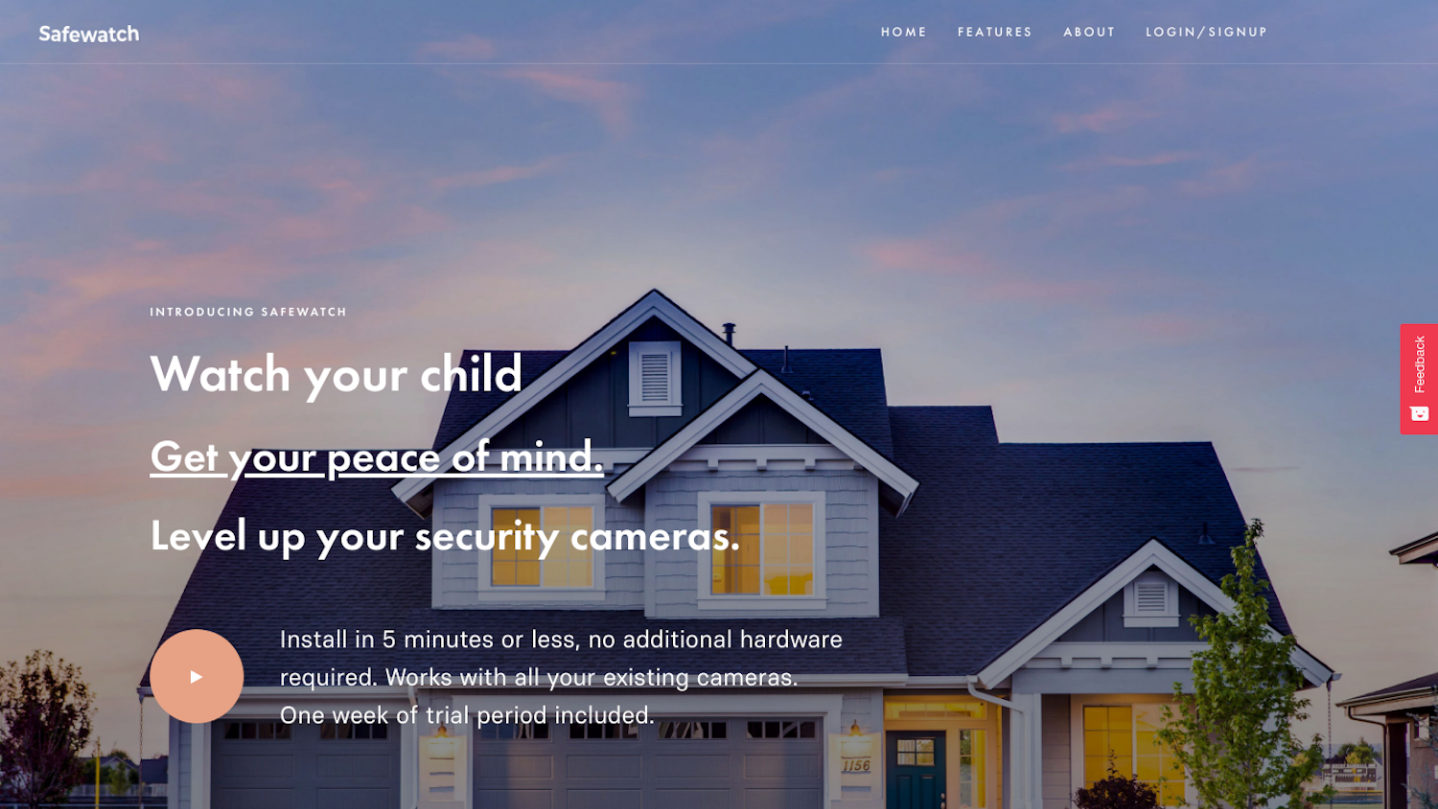 Safewatch
HOME FEATURES ABOUT LOGIN/SIGNUP
INTRODUCING SAFEWATCH
Watch your child
Get your peace of mind.
Level up your security cameras.
Install in 5 minutes or less, no additional hardware
required. Works with all your existing cameras.
One week of trial period included.
Feedback
1156